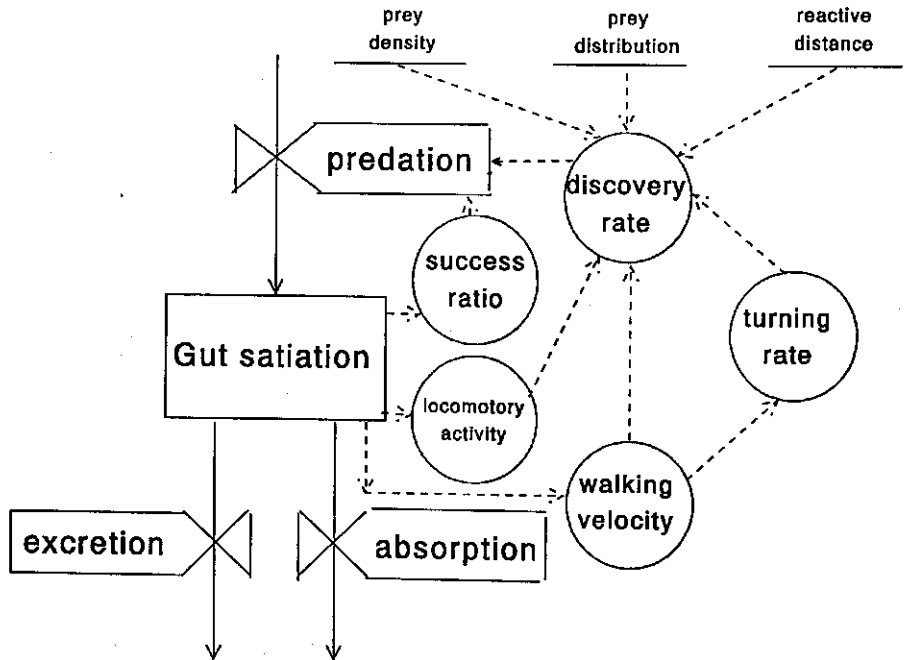 prey
density
prey
distribution
reactive
distance
predation
discovery
rate
success
ratio
turning
rate
Gut satiation
locomotory
activity
walking
velocity
excretion
absorption